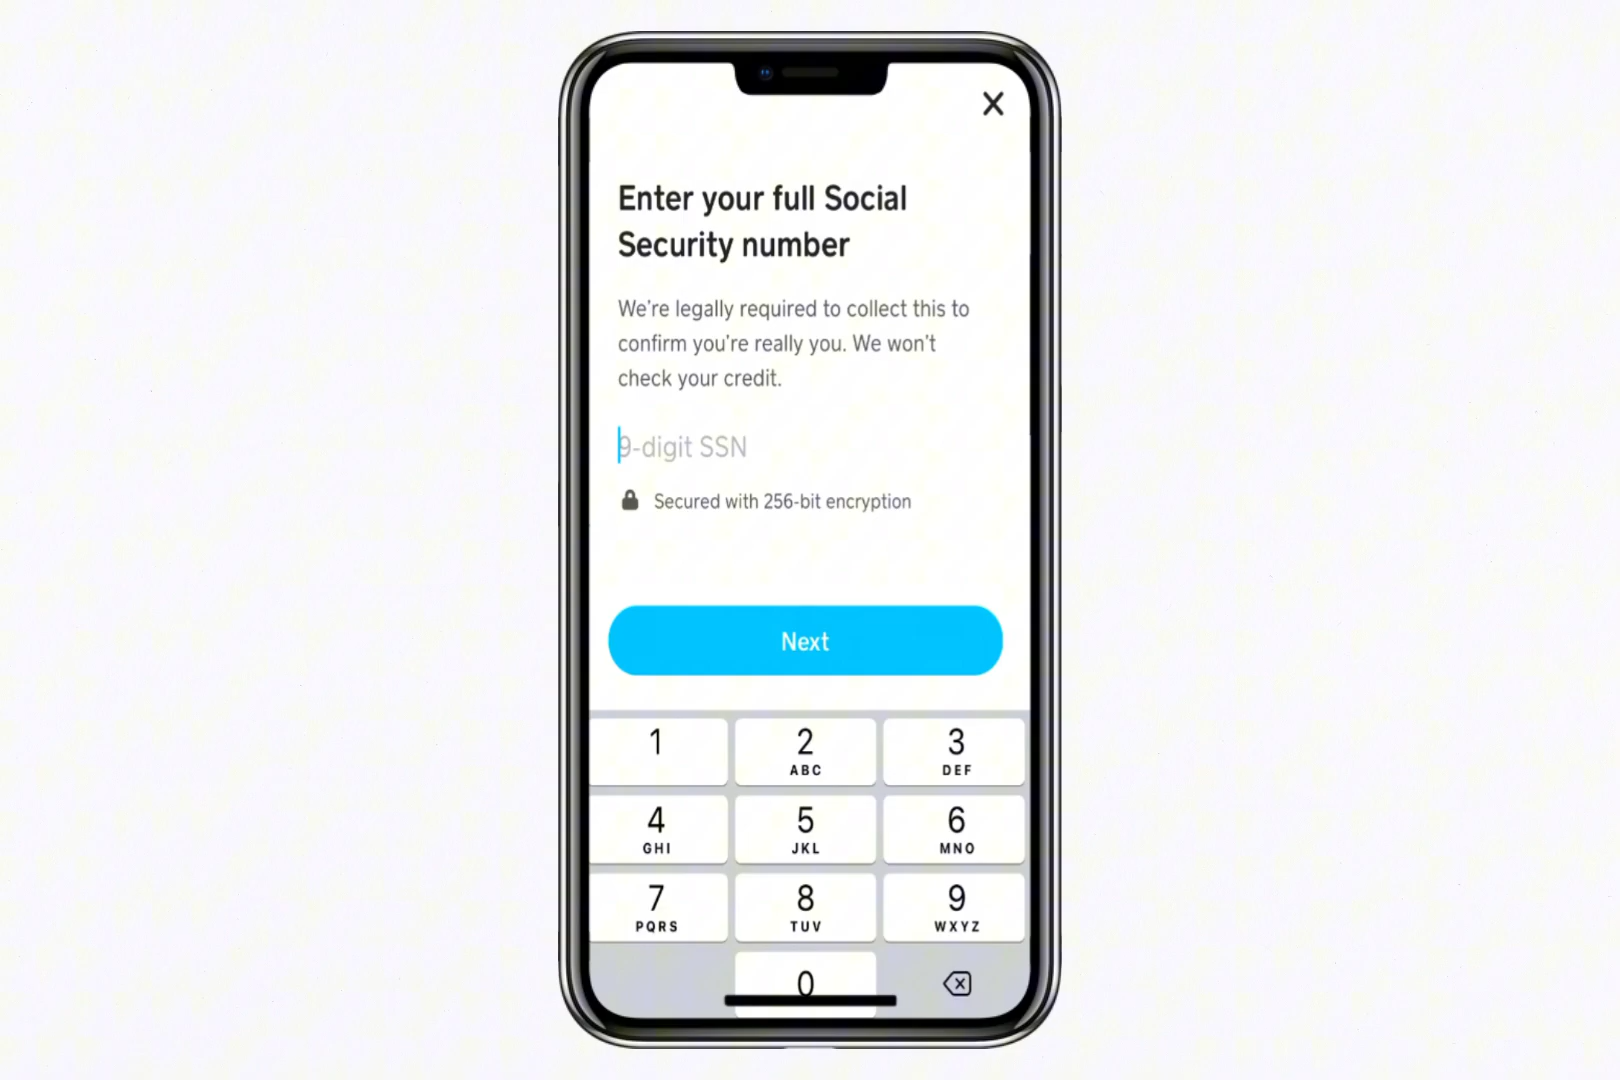 Enter your full Social
Security number
We're legally required to collect this to
confirm you're really you. We won't
check your credit.
9-digit SSN
Secured with 256-bit encryption
Next
1 2 3
ABC DEF
4 5 6
GHI JKL MNO
7 8 9
PQRS TUV WXYZ
0